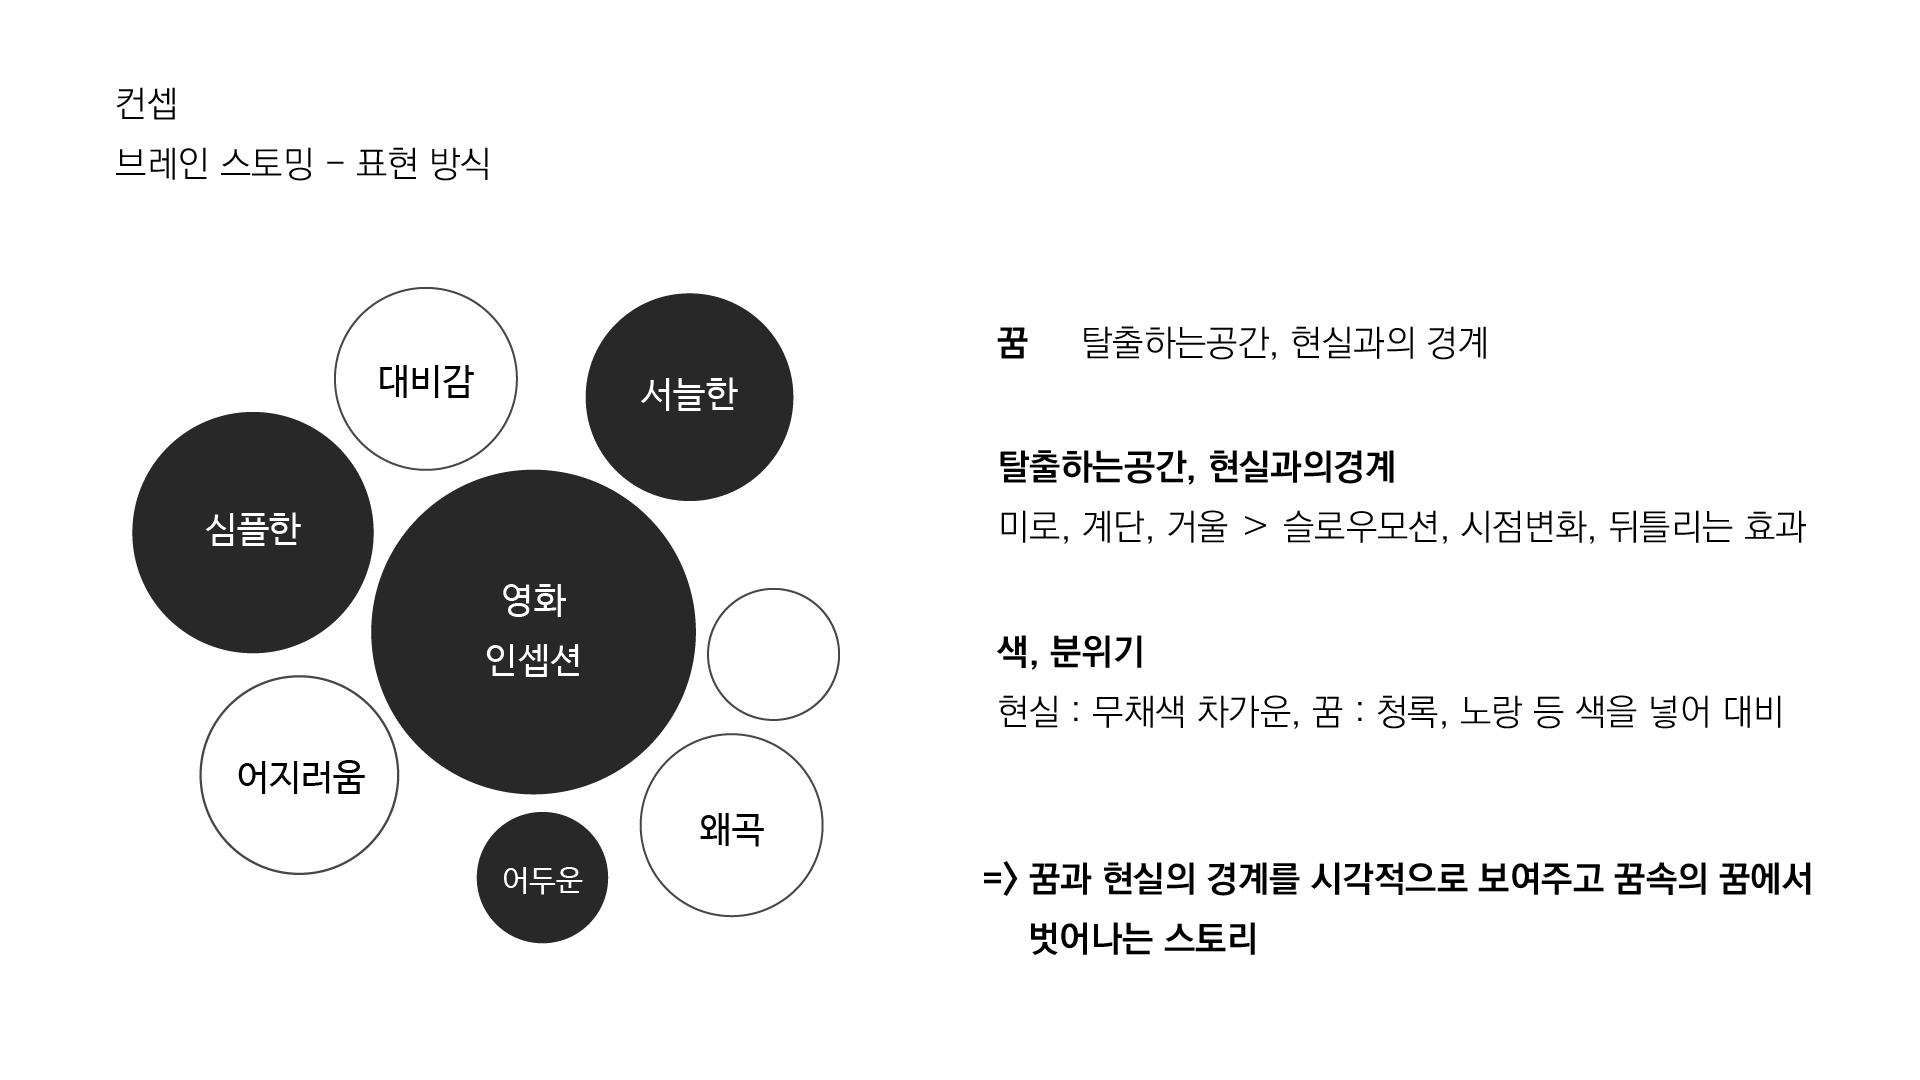 컨셉
브레인 스토밍 – 표현 방식
대비감
서늘한
심플한
영화
인셉션
어지러움
왜곡
어두운
꿈 탈출하는공간, 현실과의 경계
탈출하는공간, 현실과의경계
미로, 계단, 거울 > 슬로우모션, 시점변화, 뒤틀리는 효과
색, 분위기
현실 : 무채색 차가운, 꿈 : 청록, 노랑 등 색을 넣어 대비
=> 꿈과 현실의 경계를 시각적으로 보여주고 꿈속의 꿈에서
벗어나는 스토리